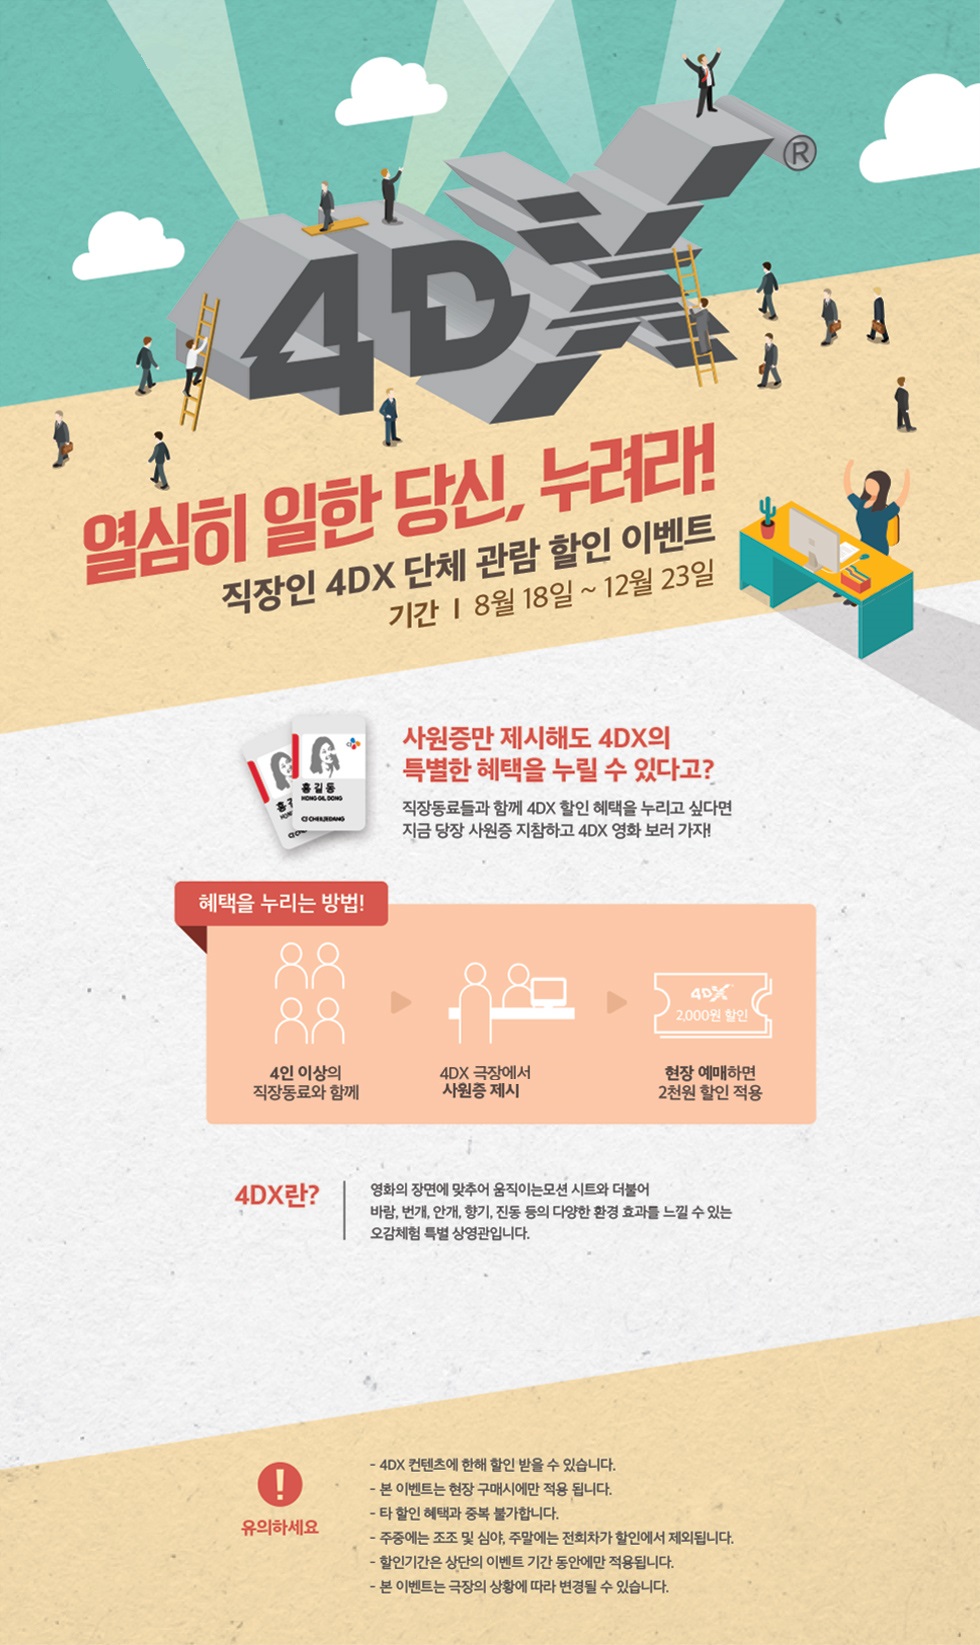 4DX®
열심히 일한 당신, 누려라!
직장인 4DX 단체 관람 할인 이벤트
기간 ㅣ 8월 18일 ~ 12월 23일
사원증만 제시해도 4DX의
특별한 혜택을 누릴 수 있다고?
직장동료들과 함께 4DX 할인 혜택을 누리고 싶다면
지금 당장 사원증 지참하고 4DX 영화 보러 가자!
홍길동
HONG GIL DONG
CJ CHEILJEDANG
혜택을 누리는 방법!
4DX
2,000원 할인
4인 이상의
직장동료와 함께
4DX 극장에서
사원증 제시
현장 예매하면
2천원 할인 적용
4DX란?
영화의 장면에 맞추어 움직이는모션 시트와 더불어
바람, 번개, 안개, 향기, 진동 등의 다양한 환경 효과를 느낄 수 있는
오감체험 특별 상영관입니다.
유의하세요
- 4DX 컨텐츠에 한해 할인 받을 수 있습니다.
- 본 이벤트는 현장 구매시에만 적용 됩니다.
- 타 할인 혜택과 중복 불가합니다.
- 주중에는 조조 및 심야, 주말에는 전회차가 할인에서 제외됩니다.
- 할인기간은 상단의 이벤트 기간 동안에만 적용됩니다.
- 본 이벤트는 극장의 상황에 따라 변경될 수 있습니다.